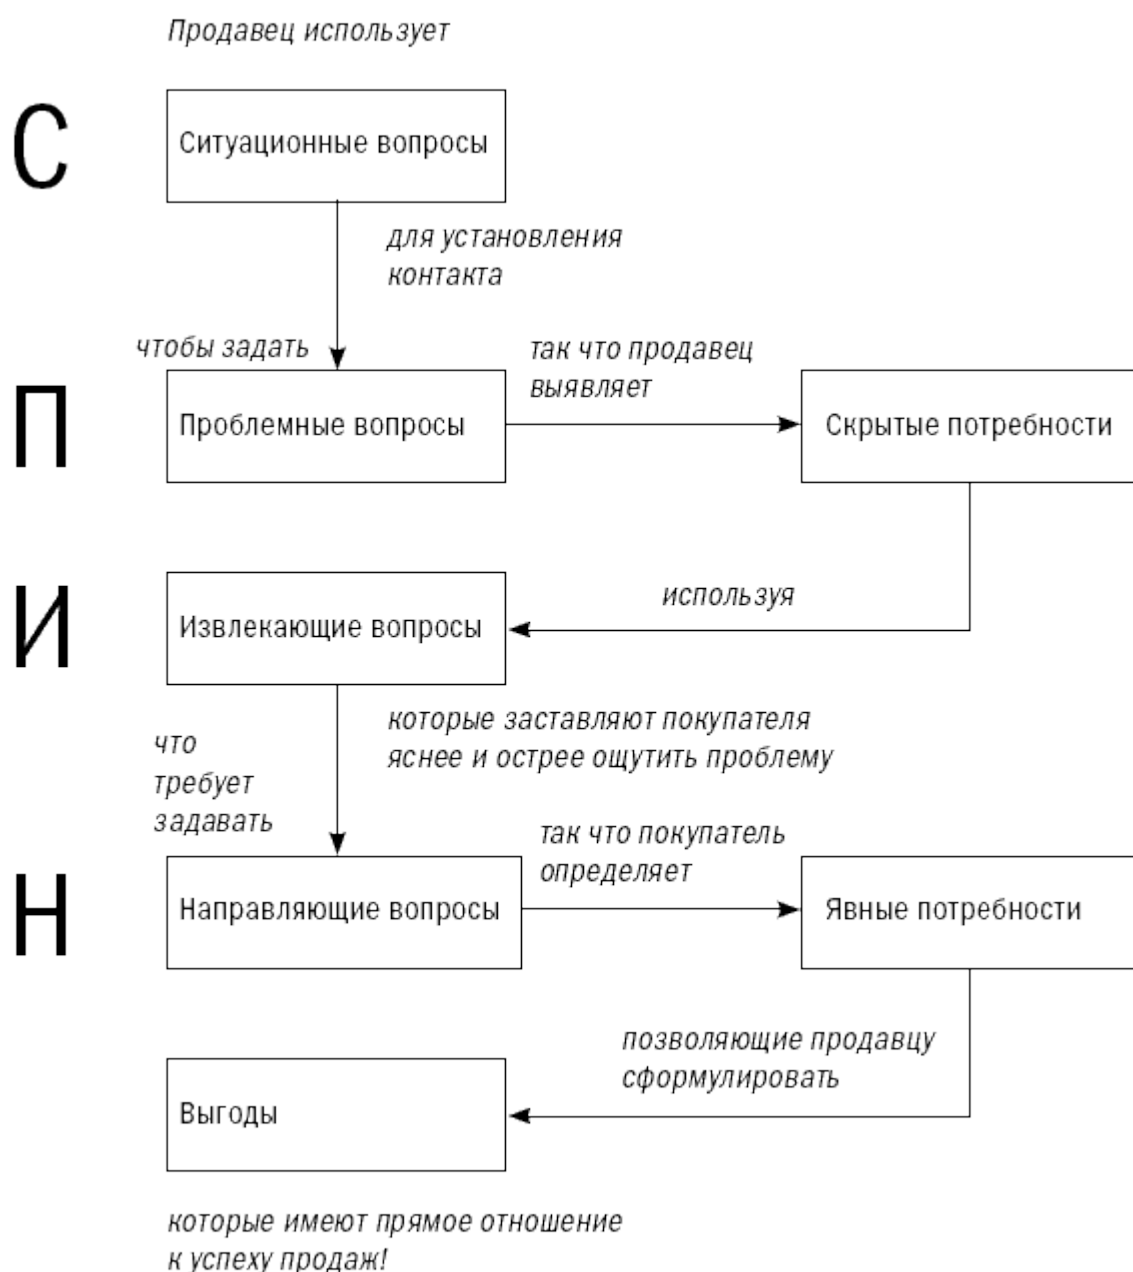 Продавец использует
С
Ситуационные вопросы
для установления
контакта
чтобы задать
так что продавец
выявляет
П
Проблемные вопросы
Скрытые потребности
используя
И
Извлекающие вопросы
которые заставляют покупателя
яснее и острее ощутить проблему
что
требует
задавать
так что покупатель
определяет
Н
Направляющие вопросы
Явные потребности
позволяющие продавцу
сформулировать
Выгоды
которые имеют прямое отношение
к успеху продаж!